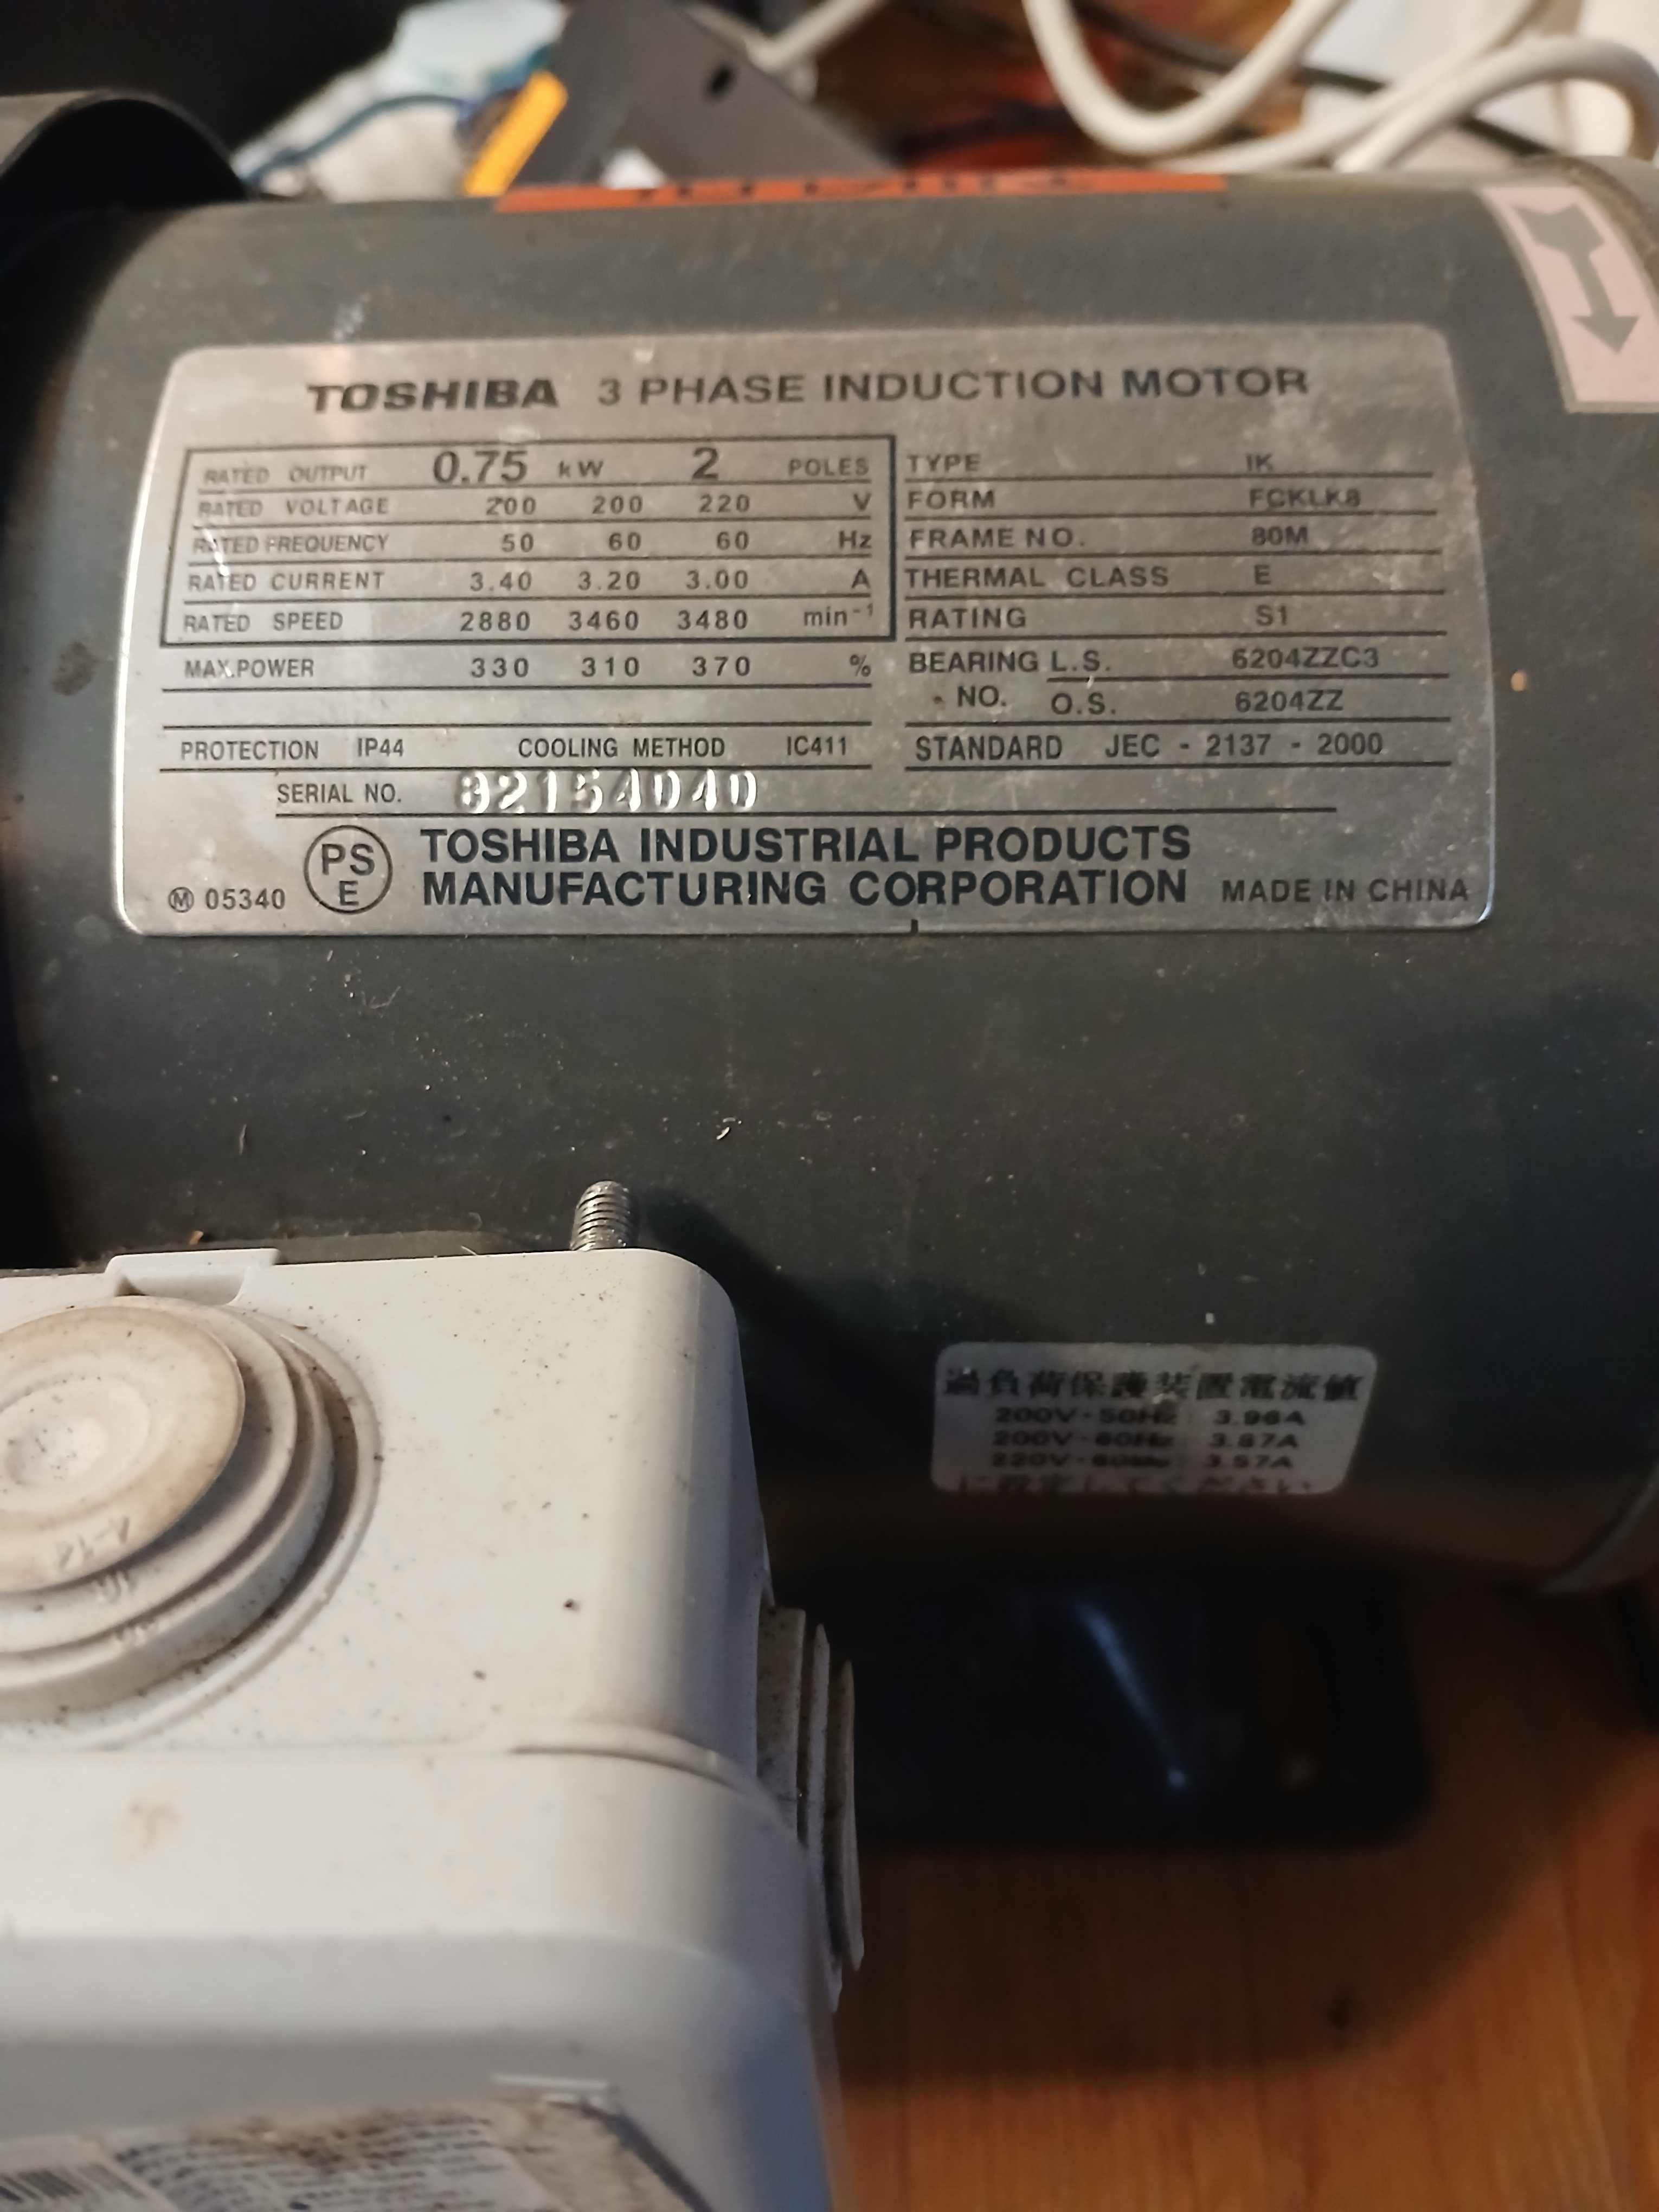 TOSHIBA 3 PHASE INDUCTION MOTOR
RATED OUTPUT 0.75 kW 2 POLES
RATED VOLTAGE 200 200 220 V
RATED FREQUENCY 50 60 60 Hz
RATED CURRENT 3.40 3.20 3.00 A
RATED SPEED 2880 3460 3480 min⁻¹
MAX.POWER 330 310 370 %
PROTECTION IP44 COOLING METHOD IC411
TYPE IK
FORM FCKLK8
FRAME NO. 80M
THERMAL CLASS E
RATING S1
BEARING L.S. 6204ZZC3
NO. O.S. 6204ZZ
STANDARD JEC - 2137 - 2000
SERIAL NO. 82154040
Ⓜ 05340
PS
E
TOSHIBA INDUSTRIAL PRODUCTS
MANUFACTURING CORPORATION MADE IN CHINA
過負荷保護装置電流値
200V-50Hz 3.96A
200V-60Hz 3.87A
220V-60Hz 3.57A